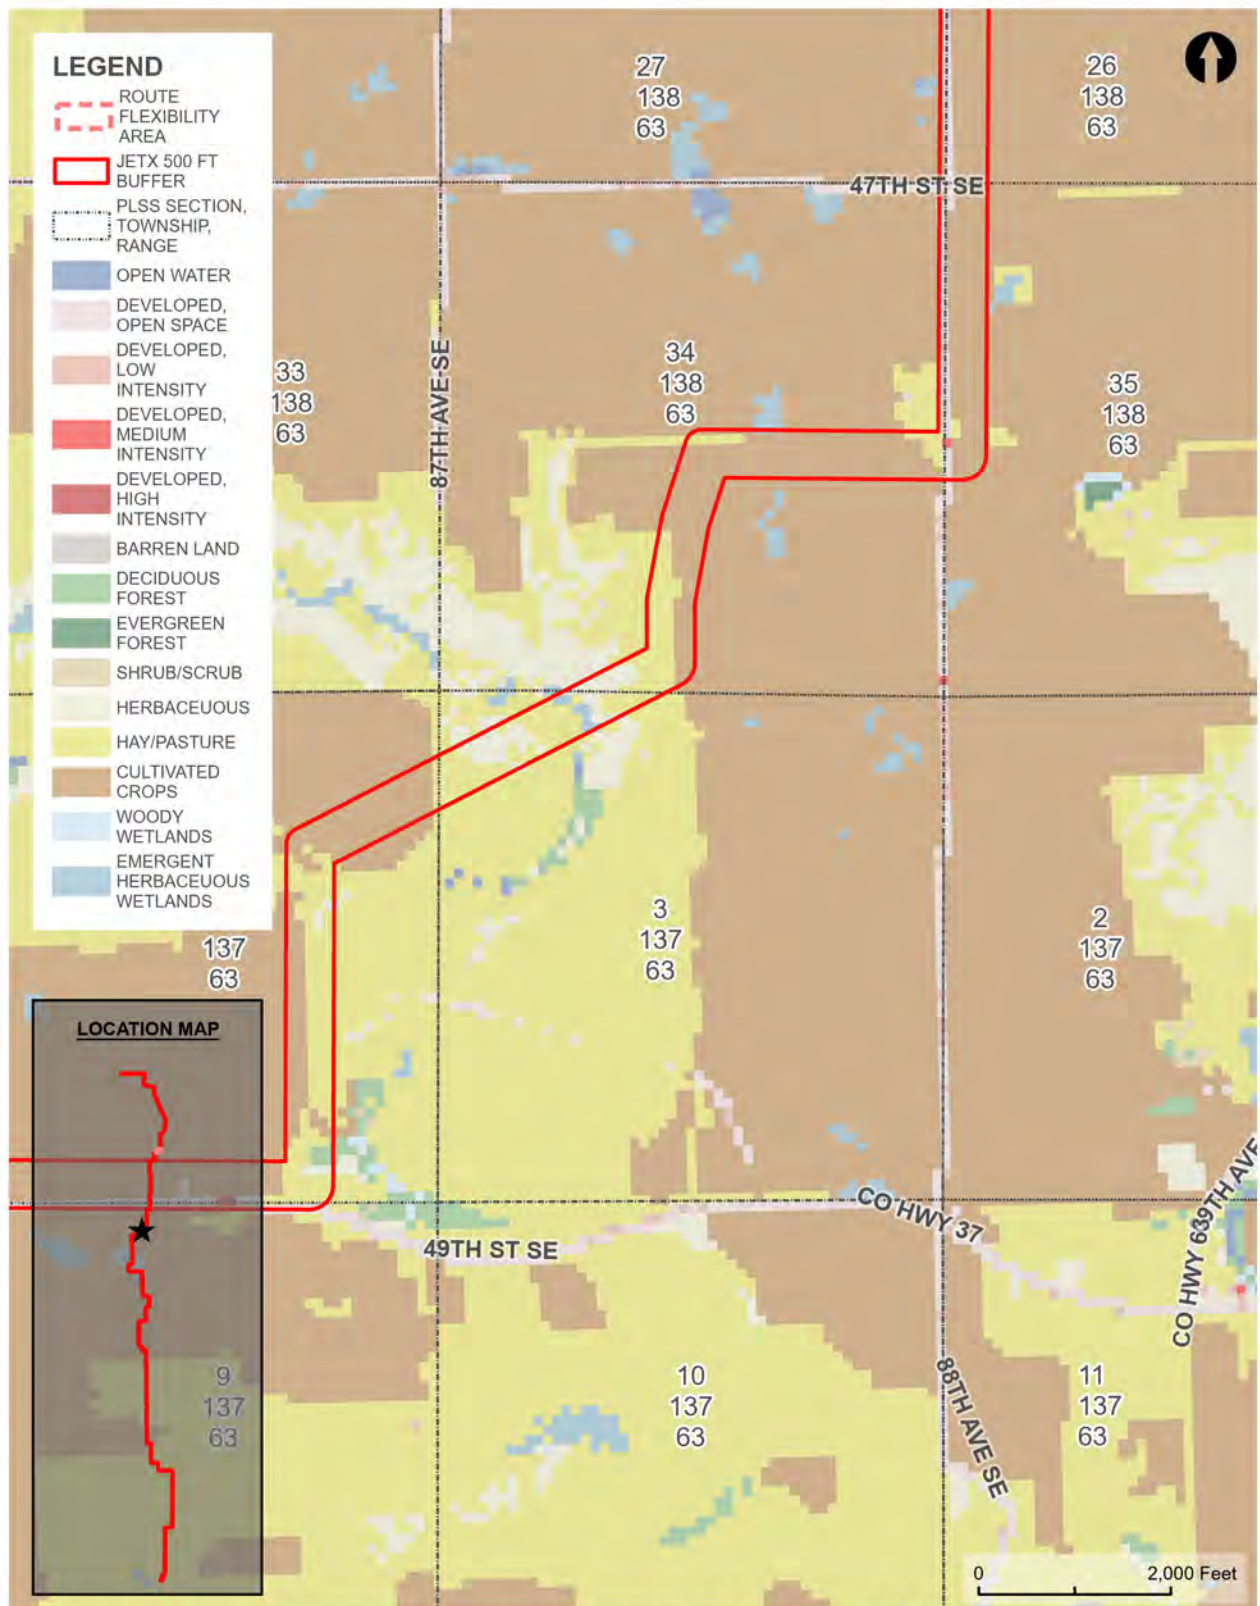 LEGEND
ROUTE
FLEXIBILITY
AREA
JETX 500 FT
BUFFER
PLSS SECTION,
TOWNSHIP,
RANGE
OPEN WATER
DEVELOPED,
OPEN SPACE
DEVELOPED,
LOW
INTENSITY
DEVELOPED,
MEDIUM
INTENSITY
DEVELOPED,
HIGH
INTENSITY
BARREN LAND
DECIDUOUS
FOREST
EVERGREEN
FOREST
SHRUB/SCRUB
HERBACEUOUS
HAY/PASTURE
CULTIVATED
CROPS
WOODY
WETLANDS
EMERGENT
HERBACEUOUS
WETLANDS
27
138
63
26
138
63
47TH ST SE
33
138
63
87TH AVE SE
34
138
63
35
138
63
137
63
3
137
63
2
137
63
LOCATION MAP
CO HWY 37
49TH ST SE
CO HWY 639TH AVE
88TH AVE SE
9
137
63
10
137
63
11
137
63
0
2,000 Feet